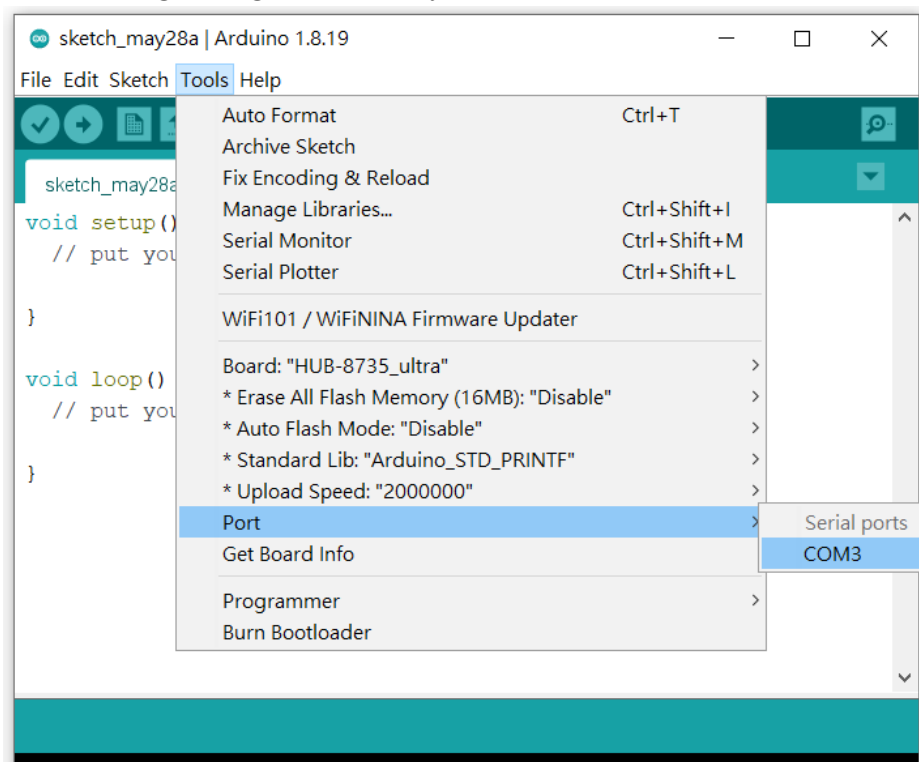 sketch_may28a | Arduino 1.8.19
File Edit Sketch Tools Help
Auto Format Ctrl+T
Archive Sketch
Fix Encoding & Reload
Manage Libraries... Ctrl+Shift+I
Serial Monitor Ctrl+Shift+M
Serial Plotter Ctrl+Shift+L
WiFi101 / WiFiNINA Firmware Updater
Board: "HUB-8735_ultra"
* Erase All Flash Memory (16MB): "Disable"
* Auto Flash Mode: "Disable"
* Standard Lib: "Arduino_STD_PRINTF"
* Upload Speed: "2000000"
Port
Serial ports
COM3
Get Board Info
Programmer
Burn Bootloader
sketch_may28a
void setup()
// put you
}
void loop()
// put you
}